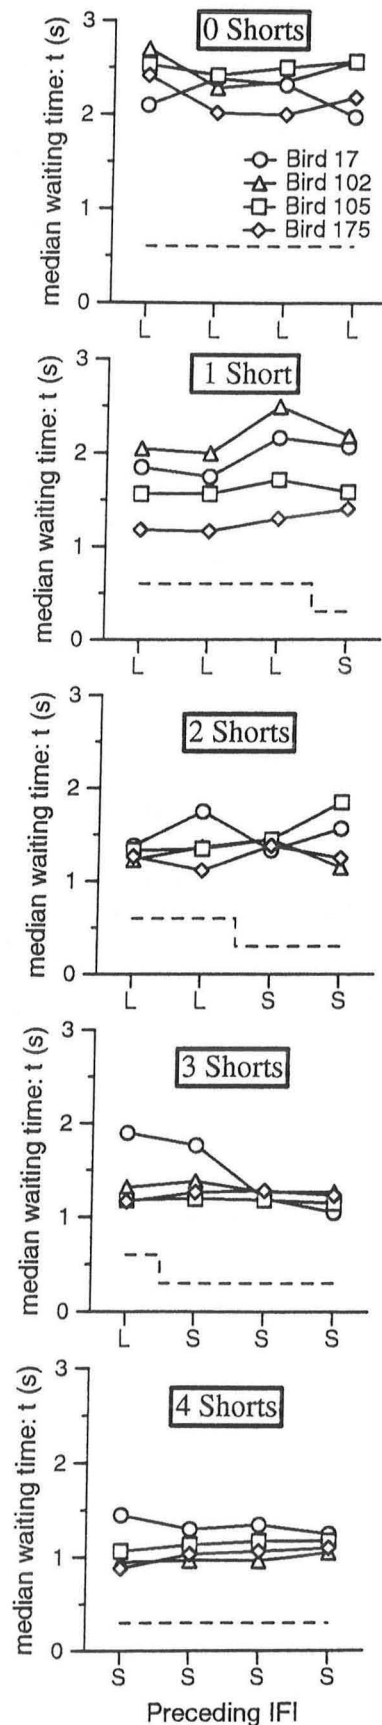 0 Shorts
median waiting time: t (s)
3
2
1
0
Bird 17
Bird 102
Bird 105
Bird 175
L L L L
1 Short
median waiting time: t (s)
3
2
1
0
L L L S
2 Shorts
median waiting time: t (s)
3
2
1
0
L L S S
3 Shorts
median waiting time: t (s)
3
2
1
0
L S S S
4 Shorts
median waiting time: t (s)
3
2
1
0
S S S S
Preceding IFI